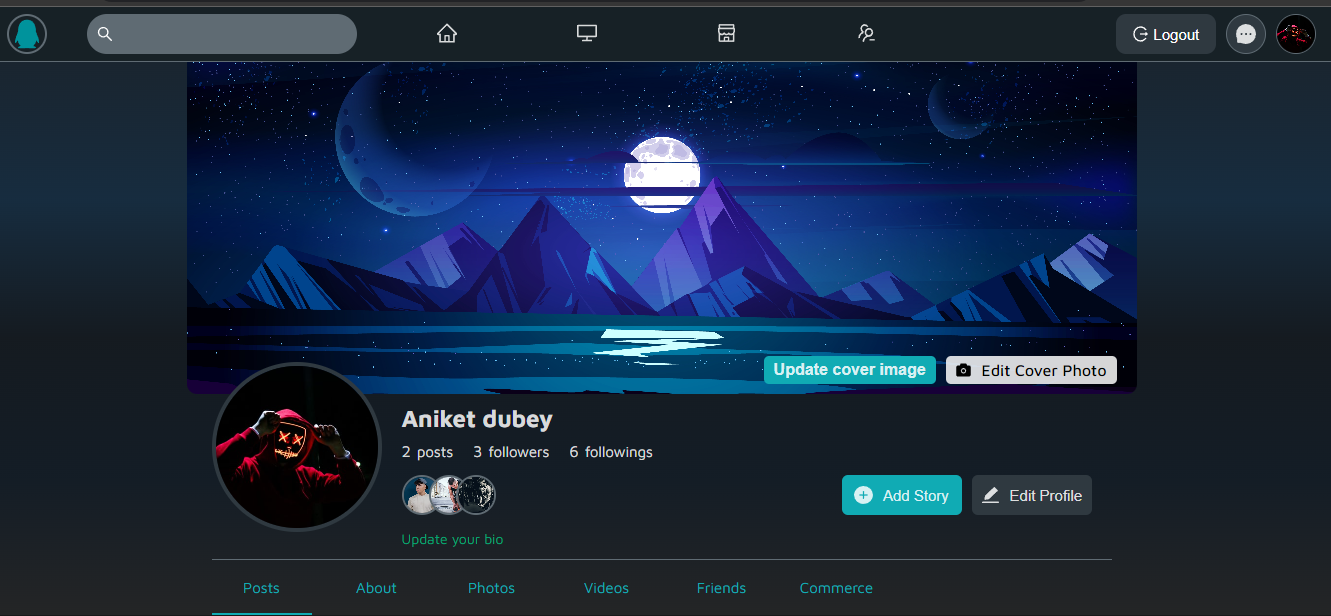 Logout
Update cover image
Edit Cover Photo
Aniket dubey
2 posts 3 followers 6 followings
Add Story
Edit Profile
Update your bio
Posts About Photos Videos Friends Commerce